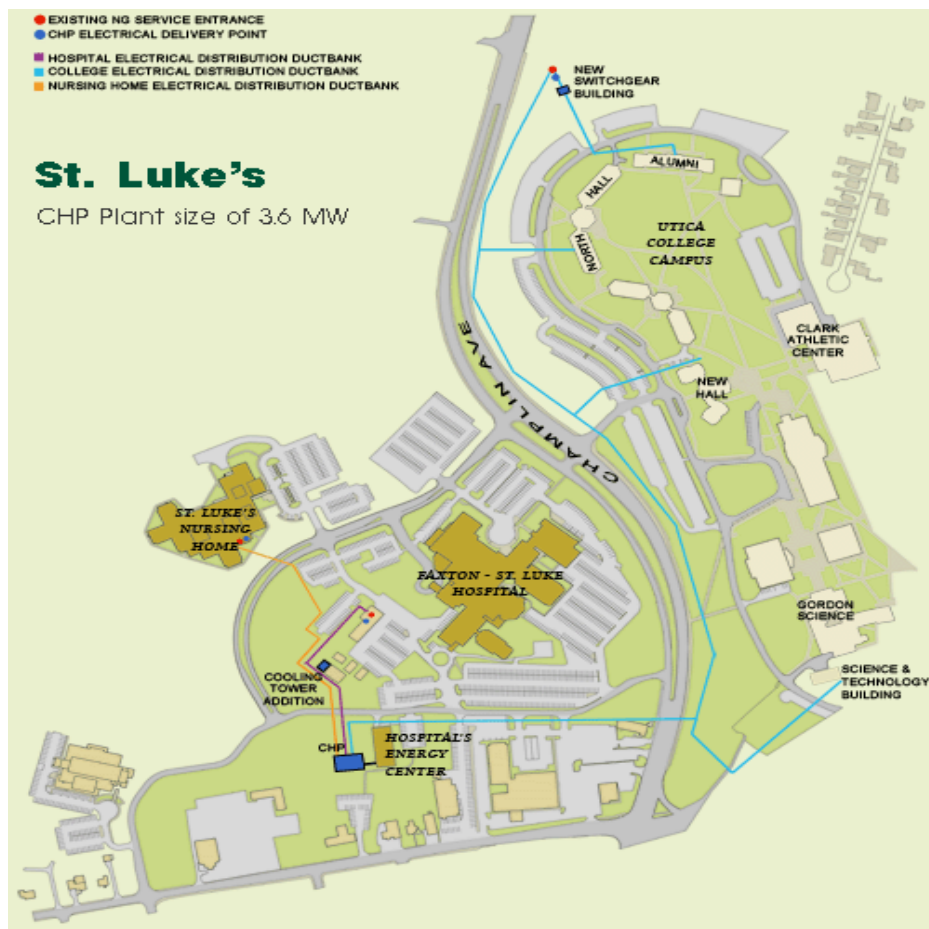 EXISTING NG SERVICE ENTRANCE
CHP ELECTRICAL DELIVERY POINT
HOSPITAL ELECTRICAL DISTRIBUTION DUCTBANK
COLLEGE ELECTRICAL DISTRIBUTION DUCTBANK
NURSING HOME ELECTRICAL DISTRIBUTION DUCTBANK
St. Luke's
CHP Plant size of 3.6 MW
NEW
SWITCHGEAR
BUILDING
ALUMNI
HALL
NORTH
UTICA
COLLEGE
CAMPUS
CLARK
ATHLETIC
CENTER
NEW
HALL
CHAMPLIN AVE
ST. LUKE'S
NURSING
HOME
FAXTON - ST. LUKE
HOSPITAL
GORDON
SCIENCE
SCIENCE &
TECHNOLOGY
BUILDING
COOLING
TOWER
ADDITION
CHP
HOSPITAL'S
ENERGY
CENTER